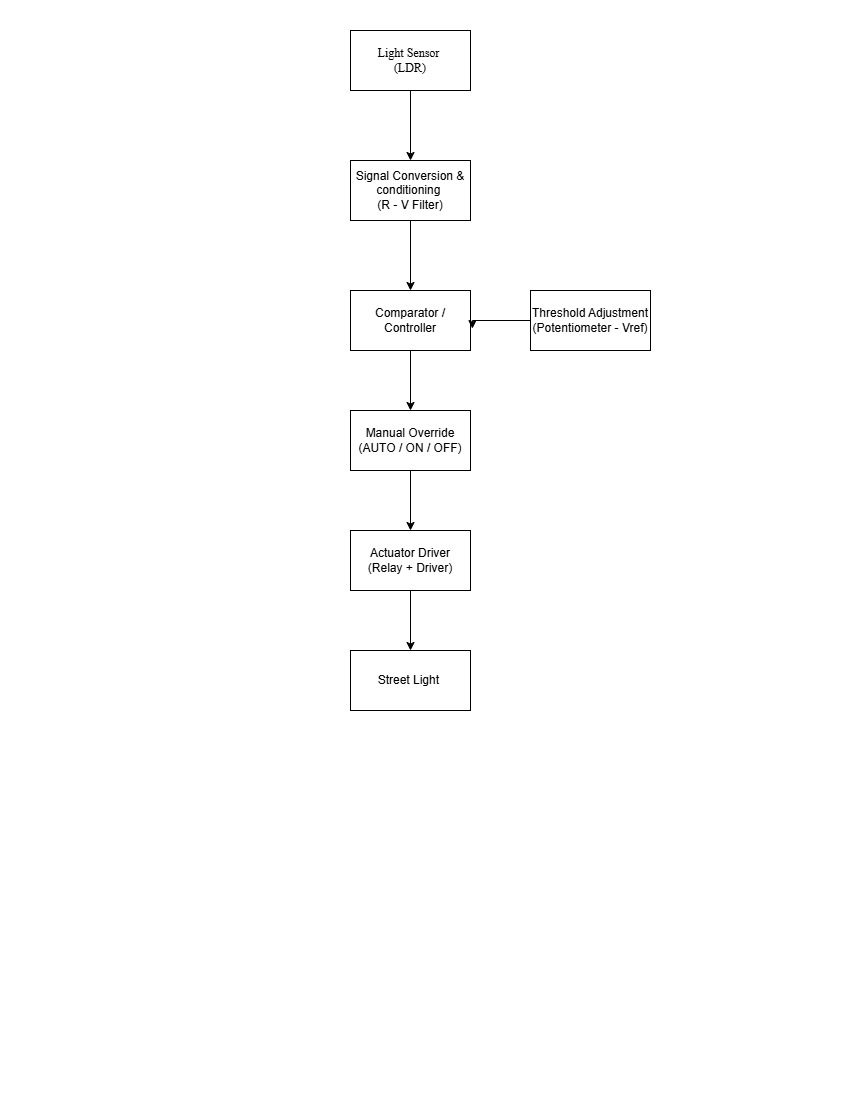 Light Sensor
(LDR)
Signal Conversion &
conditioning
(R - V Filter)
Comparator /
Controller
Threshold Adjustment
(Potentiometer - Vref)
Manual Override
(AUTO / ON / OFF)
Actuator Driver
(Relay + Driver)
Street Light